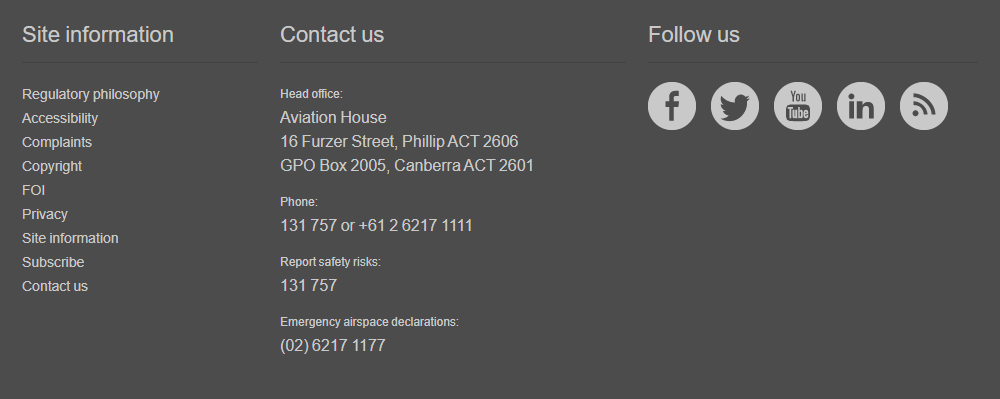 Site information
Regulatory philosophy
Accessibility
Complaints
Copyright
FOI
Privacy
Site information
Subscribe
Contact us
Contact us
Head office:
Aviation House
16 Furzer Street, Phillip ACT 2606
GPO Box 2005, Canberra ACT 2601
Phone:
131 757 or +61 2 6217 1111
Report safety risks:
131 757
Emergency airspace declarations:
(02) 6217 1177
Follow us
f
You
Tube
in